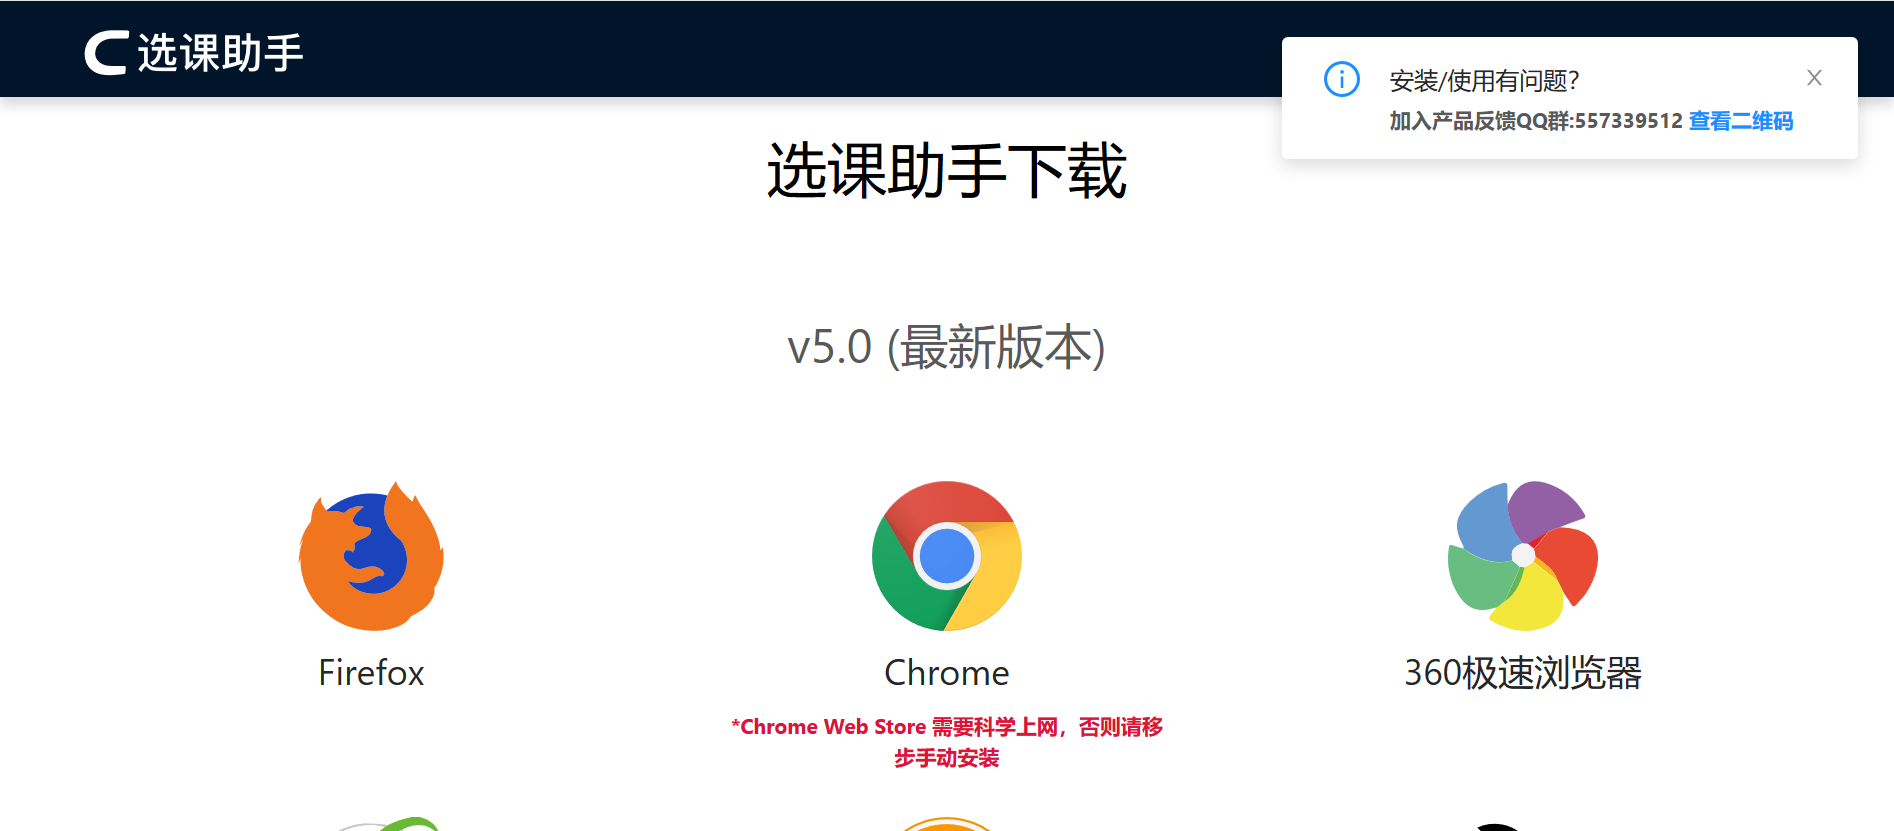 选课助手
安装/使用有问题？
加入产品反馈QQ群:557339512 查看二维码
选课助手下载
v5.0 (最新版本)
Firefox
Chrome
360极速浏览器
*Chrome Web Store 需要科学上网，否则请移
步手动安装